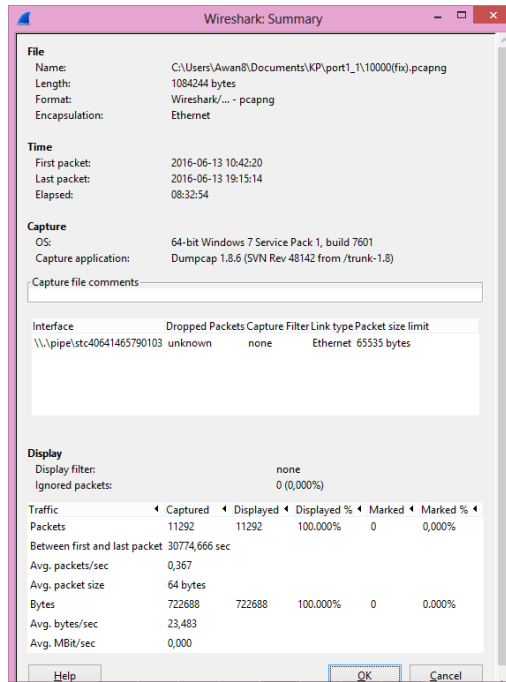 Wireshark: Summary
File
Name: C:\Users\Awan8\Documents\KP\port1_1\10000(fix).pcapng
Length: 1084244 bytes
Format: Wireshark/... - pcapng
Encapsulation: Ethernet
Time
First packet: 2016-06-13 10:42:20
Last packet: 2016-06-13 19:15:14
Elapsed: 08:32:54
Capture
OS: 64-bit Windows 7 Service Pack 1, build 7601
Capture application: Dumpcap 1.8.6 (SVN Rev 48142 from /trunk-1.8)
Capture file comments
Interface Dropped Packets Capture Filter Link type Packet size limit
\\.\pipe\stc40641465790103 unknown none Ethernet 65535 bytes
Display
Display filter: none
Ignored packets: 0 (0,000%)
Traffic Captured Displayed Displayed % Marked Marked %
Packets 11292 11292 100.000% 0 0,000%
Between first and last packet 30774,666 sec
Avg. packets/sec 0,367
Avg. packet size 64 bytes
Bytes 722688 722688 100.000% 0 0.000%
Avg. bytes/sec 23,483
Avg. MBit/sec 0,000
Help OK Cancel